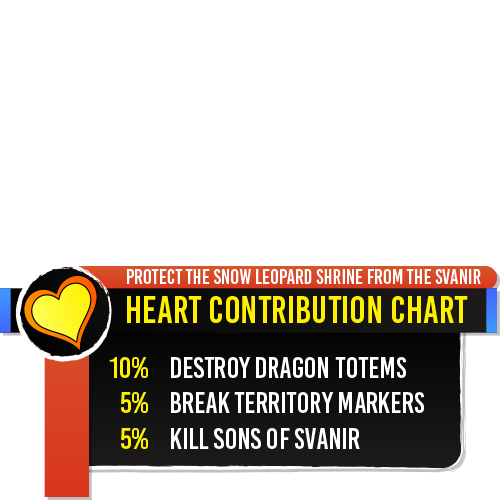 PROTECT THE SNOW LEOPARD SHRINE FROM THE SVANIR
HEART CONTRIBUTION CHART
10% DESTROY DRAGON TOTEMS
5% BREAK TERRITORY MARKERS
5% KILL SONS OF SVANIR